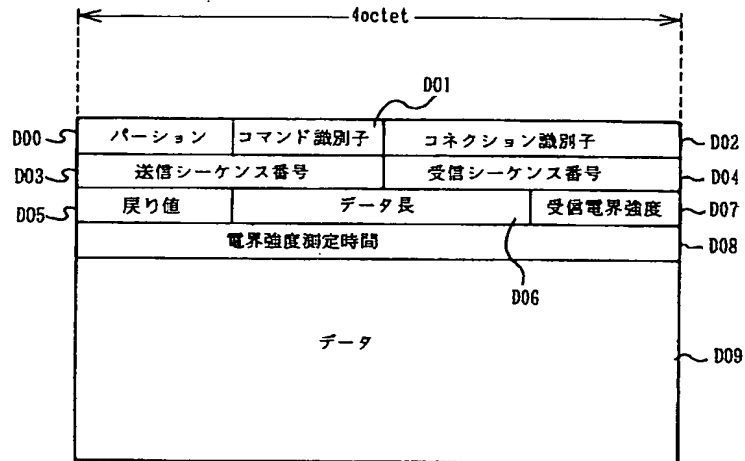 4octet
D01
D00 バーション コマンド識別子 コネクション識別子 D02
D03 送信シーケンス番号 受信シーケンス番号 D04
D05 戻り値 データ長 受信電界強度 D07
電界強度測定時間 D08
D06
データ D09